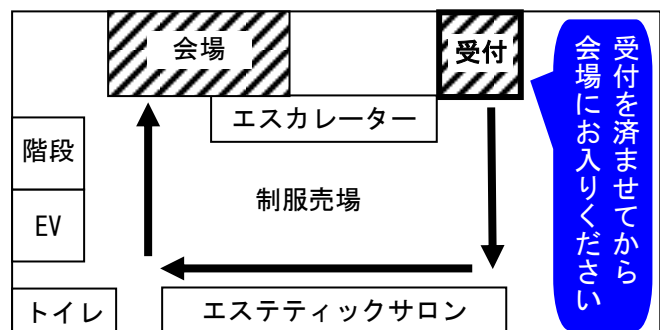 会場
受付
受付を済ませてから
会場にお入りください
エスカレーター
階段
制服売場
EV
トイレ
エステティックサロン